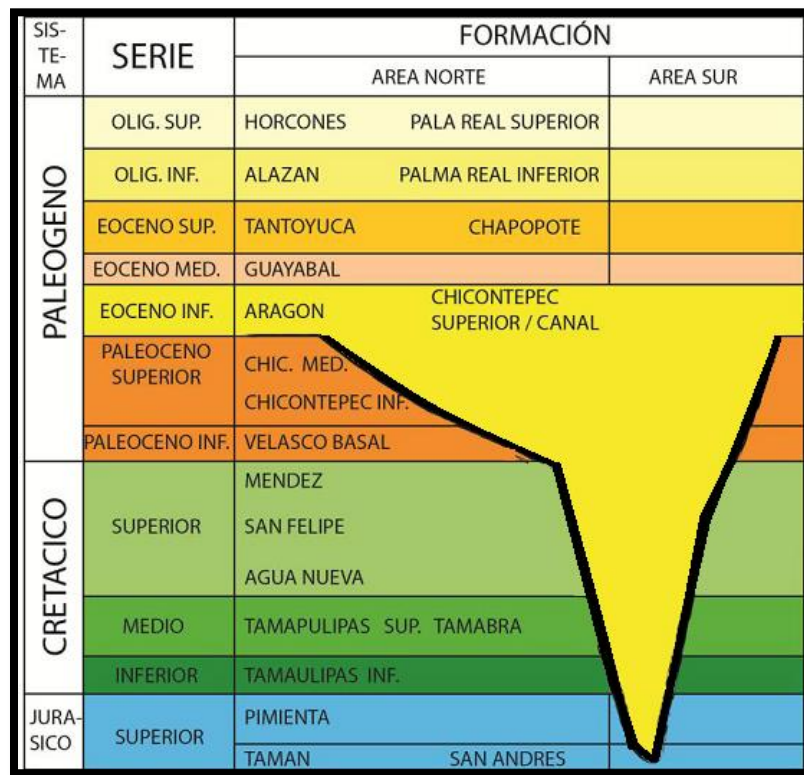 SIS-
TE-
MA
SERIE
FORMACIÓN
AREA NORTE
AREA SUR
PALEOGENO
OLIG. SUP.
HORCONES
PALA REAL SUPERIOR
OLIG. INF.
ALAZAN
PALMA REAL INFERIOR
EOCENO SUP.
TANTOYUCA
CHAPOPOTE
EOCENO MED.
GUAYABAL
EOCENO INF.
ARAGON
CHICONTEPEC
SUPERIOR / CANAL
PALEOCENO
SUPERIOR
CHIC. MED.
CHICONTEPEC INF.
PALEOCENO INF.
VELASCO BASAL
CRETACICO
SUPERIOR
MENDEZ
SAN FELIPE
AGUA NUEVA
MEDIO
TAMAPULIPAS SUP. TAMABRA
INFERIOR
TAMAULIPAS INF.
JURA-
SICO
SUPERIOR
PIMIENTA
TAMAN
SAN ANDRES